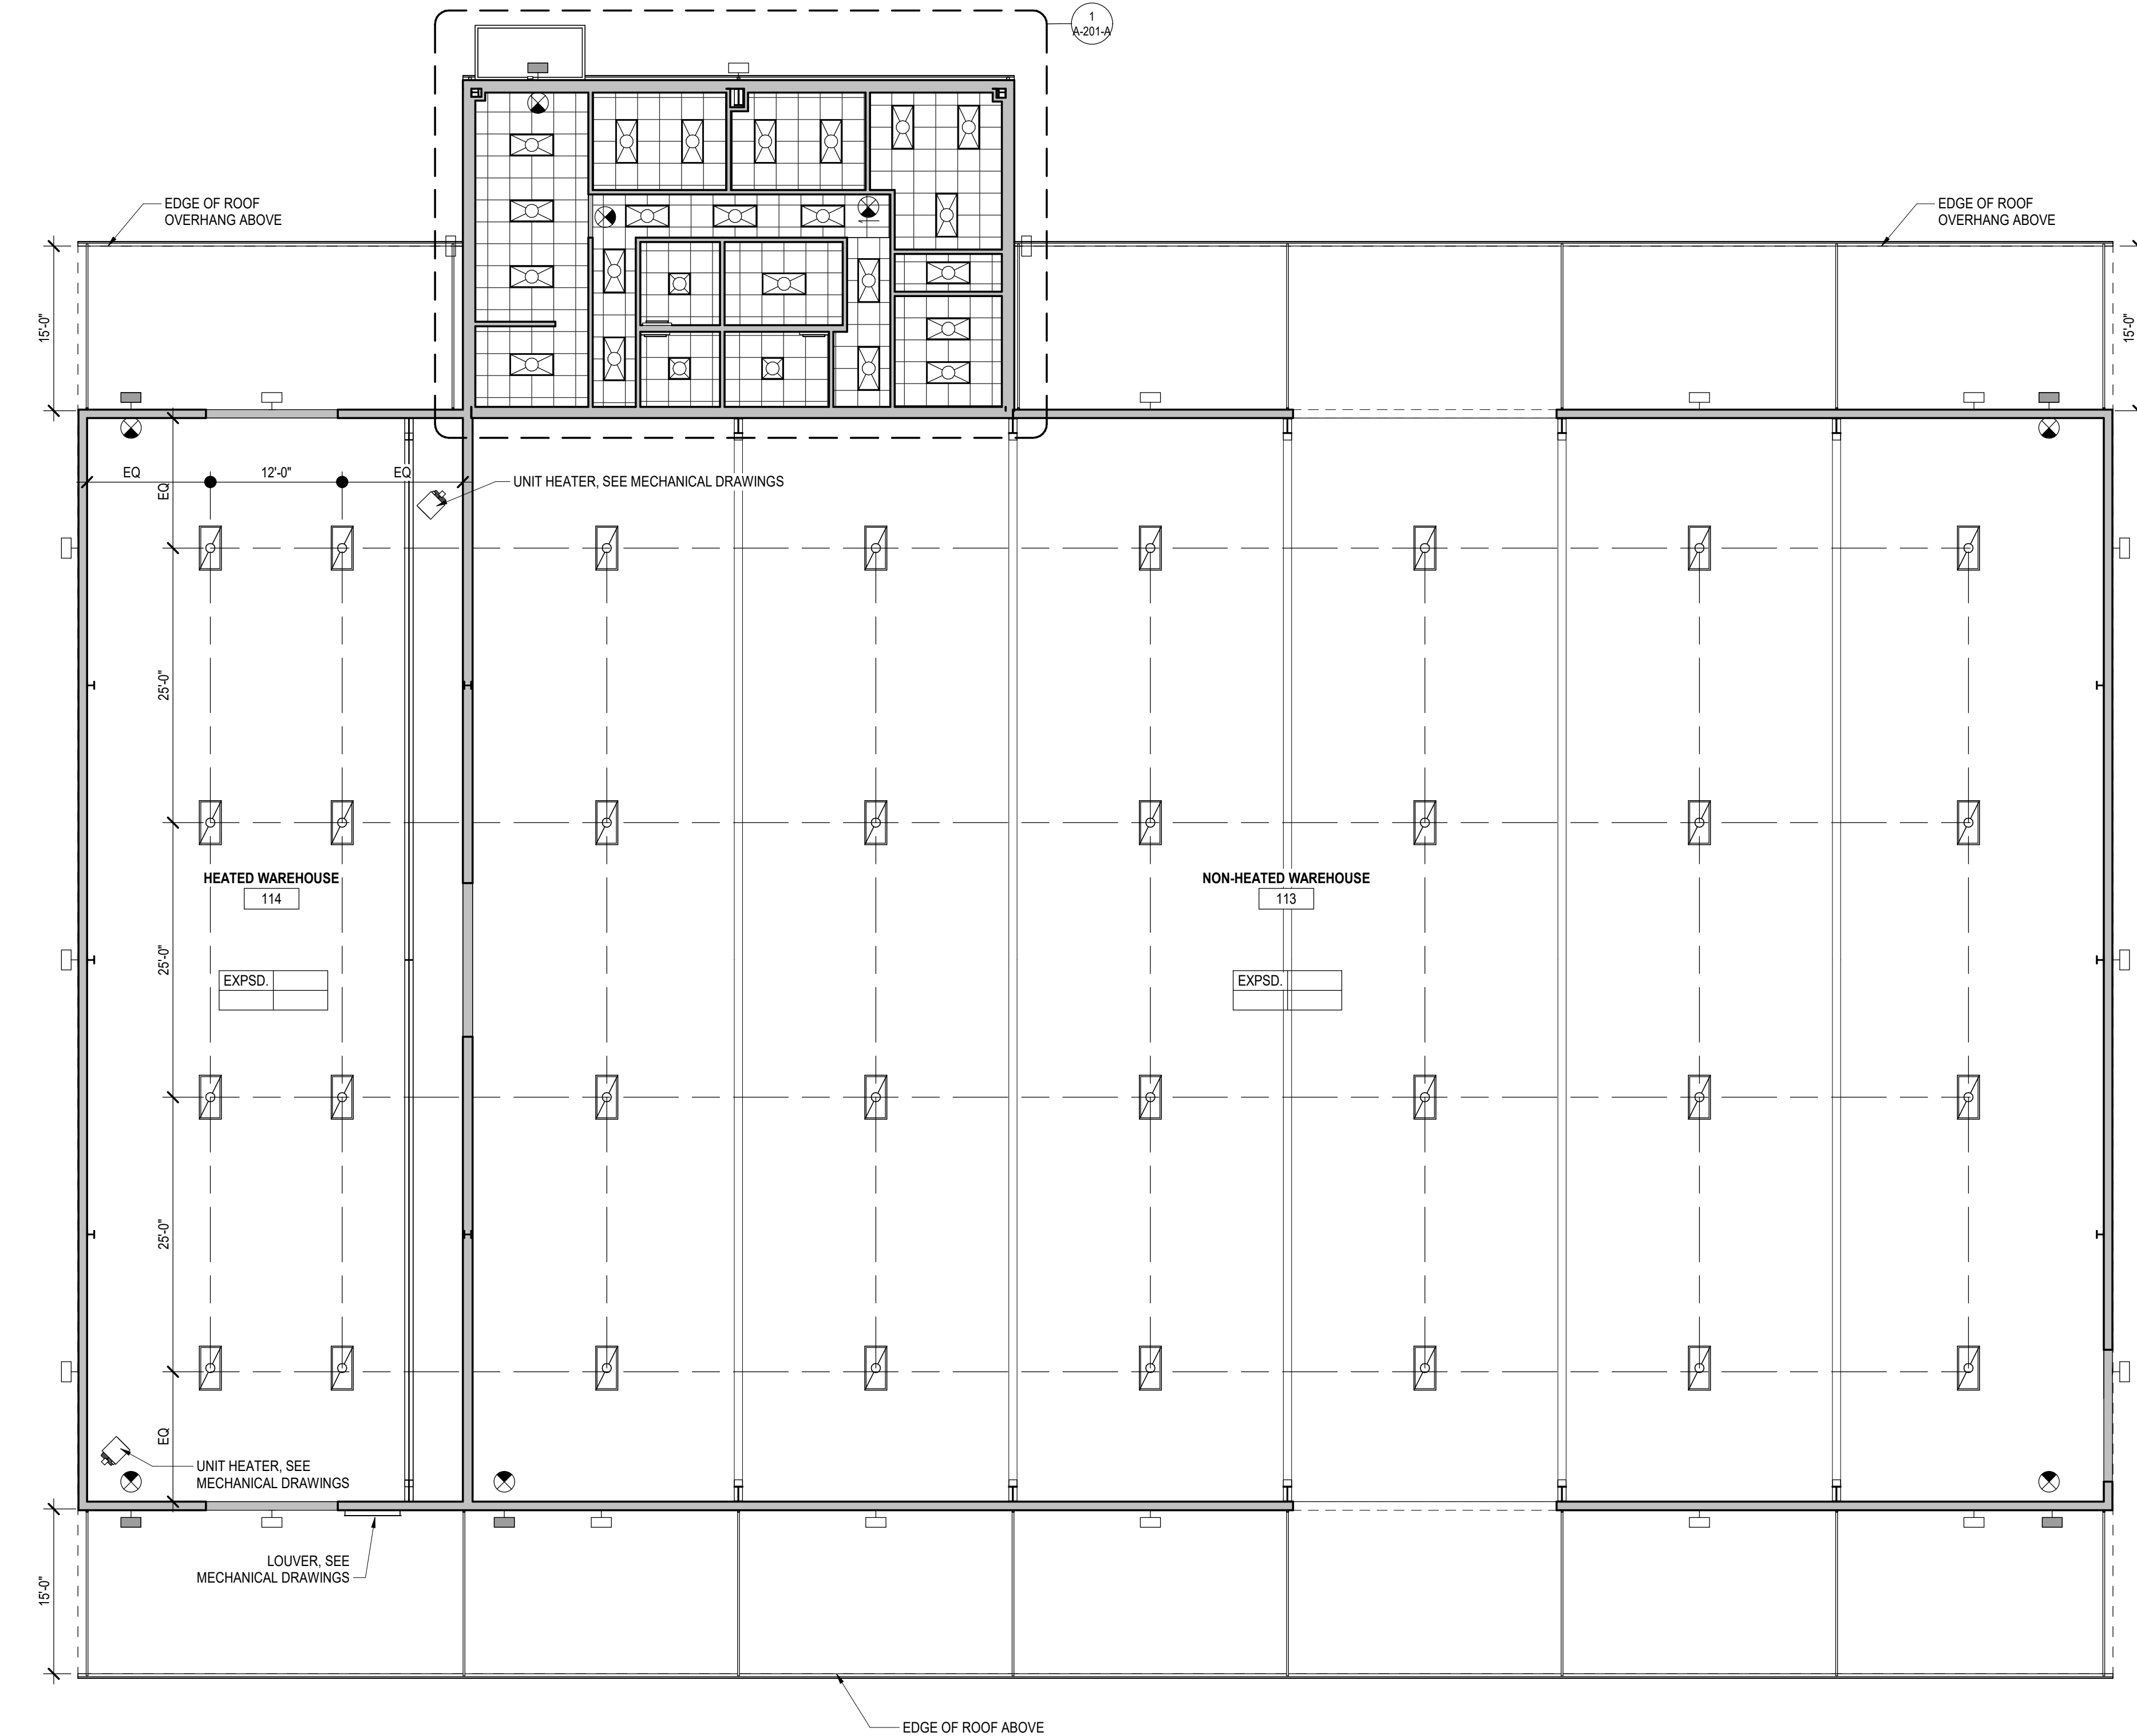 1
A-201-A
EDGE OF ROOF
OVERHANG ABOVE
EDGE OF ROOF
OVERHANG ABOVE
15'-0"
15'-0"
EQ
12'-0"
EQ
EQ
UNIT HEATER, SEE MECHANICAL DRAWINGS
25'-0"
HEATED WAREHOUSE
114
NON-HEATED WAREHOUSE
113
25'-0"
EXPSD.
EXPSD.
25'-0"
EQ
UNIT HEATER, SEE
MECHANICAL DRAWINGS
LOUVER, SEE
MECHANICAL DRAWINGS
15'-0"
EDGE OF ROOF ABOVE